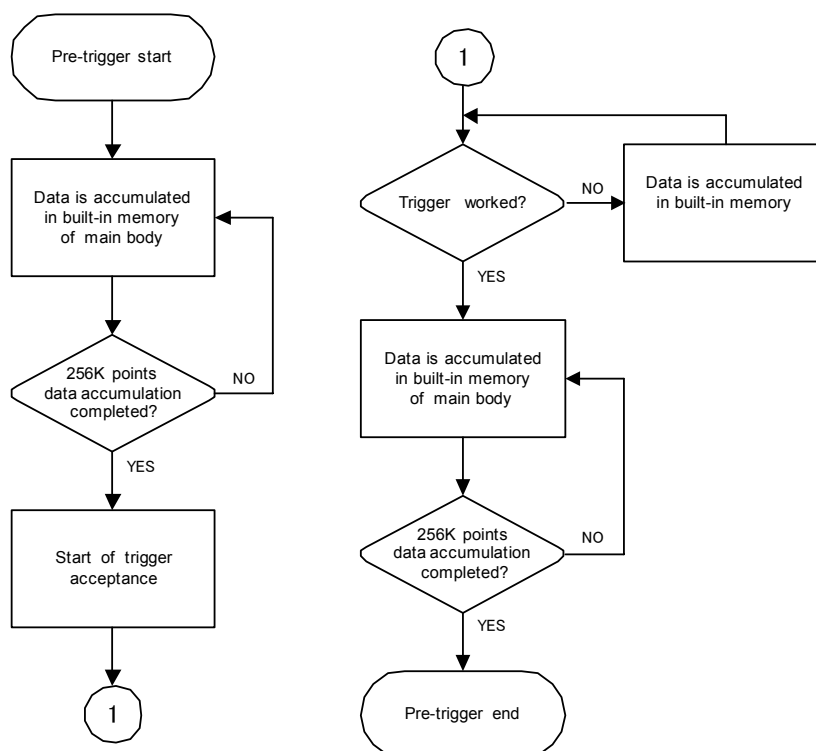 Pre-trigger start
Data is accumulated
in built-in memory
of main body
256K points
data accumulation
completed?
NO
YES
Start of trigger
acceptance
1
1
Trigger worked?
NO
Data is accumulated
in built-in memory
YES
Data is accumulated
in built-in memory
of main body
256K points
data accumulation
completed?
NO
YES
Pre-trigger end